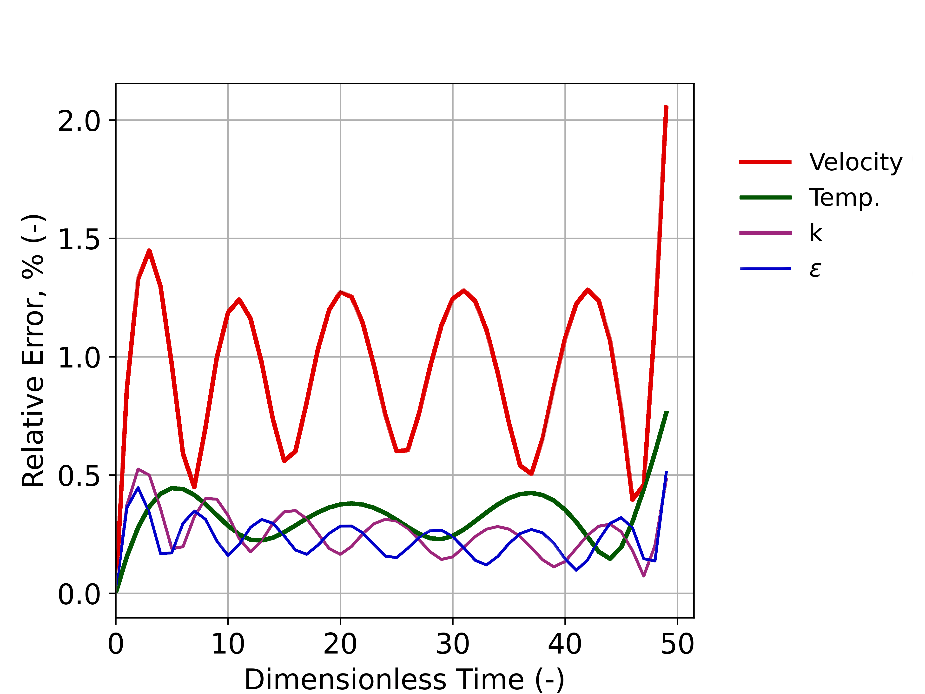 2.0
1.5
1.0
0.5
0.0
Relative Error, % (-)
0 10 20 30 40 50
Dimensionless Time (-)
Velocity
Temp.
k
ε